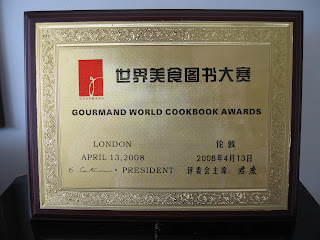 世界美食图书大赛
GOURMAND
GOURMAND WORLD COOKBOOK AWARDS
LONDON 伦敦
APRIL 13,2008 2008年4月13日
PRESIDENT 评委会主席: